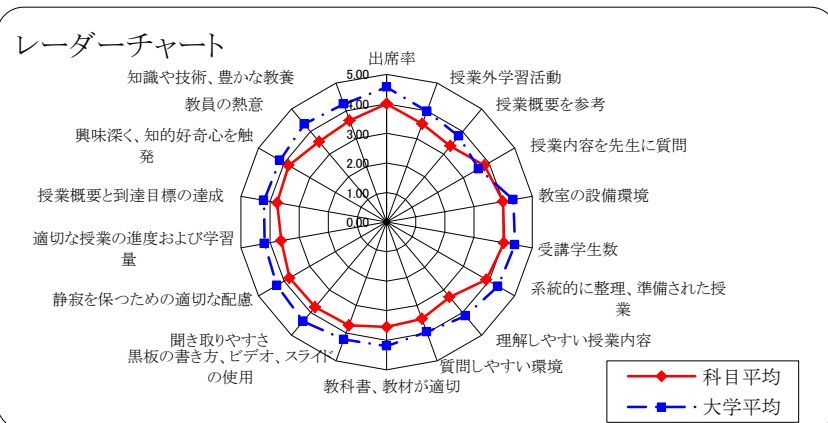 レーダーチャート
出席率
授業外学習活動
授業概要を参考
授業内容を先生に質問
教室の設備環境
受講学生数
系統的に整理、準備された授
業
理解しやすい授業内容
質問しやすい環境
教科書、教材が適切
黒板の書き方、ビデオ、スライド
の使用
聞き取りやすさ
静寂を保つための適切な配慮
適切な授業の進度および学習
量
授業概要と到達目標の達成
興味深く、知的好奇心を触
発
教員の熱意
知識や技術、豊かな教養
5.00
4.00
3.00
2.00
1.00
0.00
科目平均
大学平均